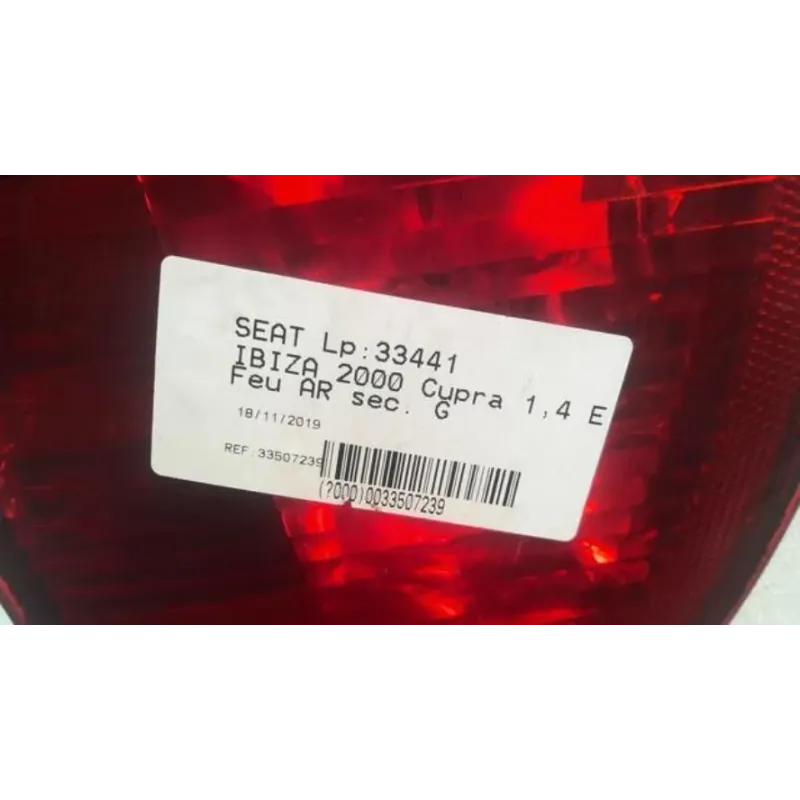 SEAT Lp:33441
IBIZA 2000 Cupra 1,4 E
Feu AR sec. G
18/11/2019
REF:33507239
(?000)0033507239